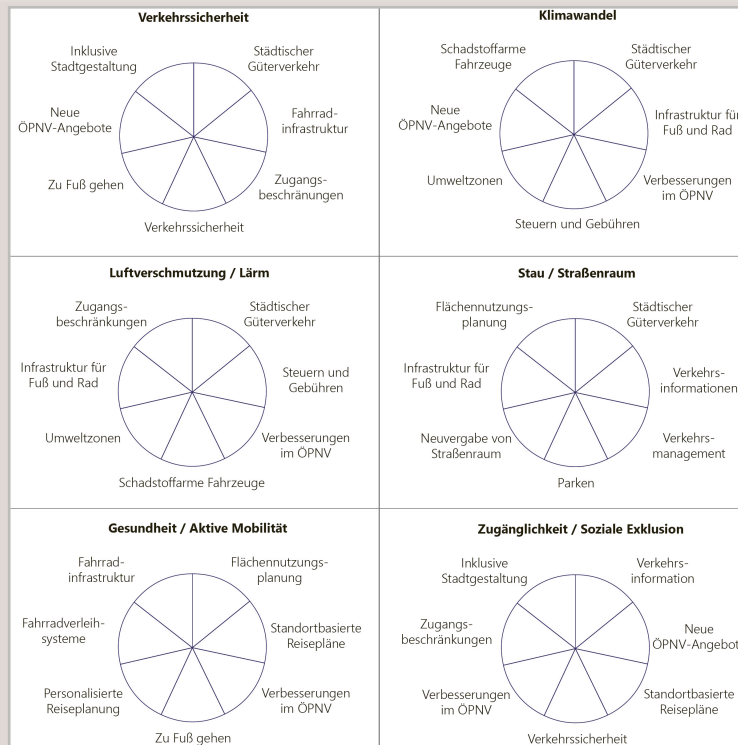 Verkehrssicherheit
Inklusive
Stadtgestaltung
Städtischer
Güterverkehr
Neue
ÖPNV-Angebote
Fahrrad-
infrastruktur
Zu Fuß gehen
Zugangs-
beschränungen
Verkehrssicherheit
Klimawandel
Schadstoffarme
Fahrzeuge
Städtischer
Güterverkehr
Neue
ÖPNV-Angebote
Infrastruktur für
Fuß und Rad
Umweltzonen
Verbesserungen
im ÖPNV
Steuern und Gebühren
Luftverschmutzung / Lärm
Zugangs-
beschränkungen
Städtischer
Güterverkehr
Infrastruktur für
Fuß und Rad
Steuern und
Gebühren
Umweltzonen
Verbesserungen
im ÖPNV
Schadstoffarme Fahrzeuge
Stau / Straßenraum
Flächennutzungs-
planung
Städtischer
Güterverkehr
Infrastruktur für
Fuß und Rad
Verkehrs-
informationen
Neuvergabe von
Straßenraum
Verkehrs-
management
Parken
Gesundheit / Aktive Mobilität
Fahrrad-
infrastruktur
Flächennutzungs-
planung
Fahrradverleih-
systeme
Standortbasierte
Reisepläne
Personalisierte
Reiseplanung
Verbesserungen
im ÖPNV
Zu Fuß gehen
Zugänglichkeit / Soziale Exklusion
Inklusive
Stadtgestaltung
Verkehrs-
information
Zugangs-
beschränkungen
Neue
ÖPNV-Angebot
Verbesserungen
im ÖPNV
Standortbasierte
Reisepläne
Verkehrssicherheit